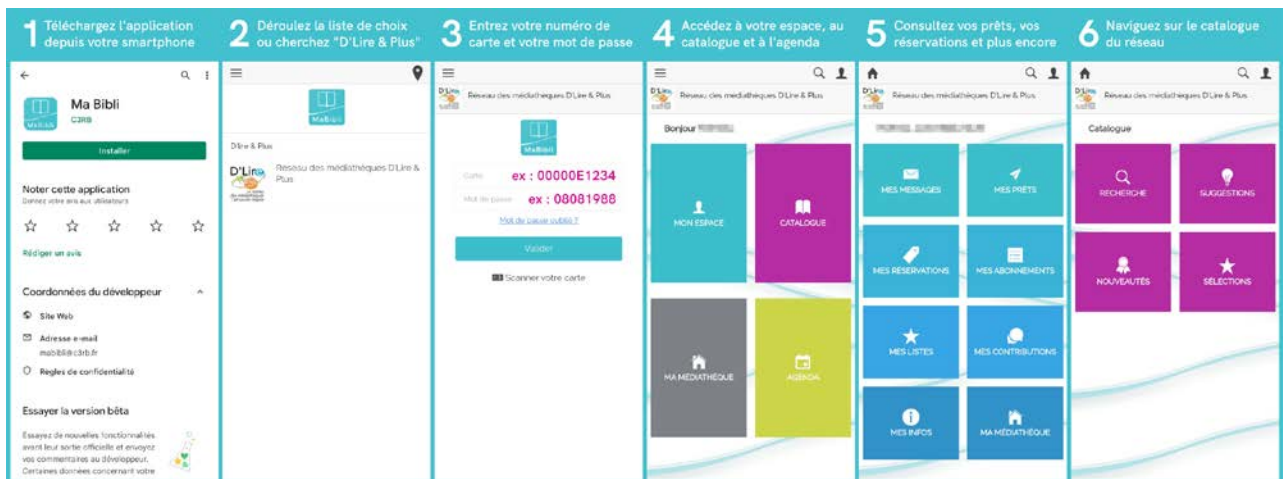 1 Téléchargez l'application
depuis votre smartphone
Ma Bibli
C3RB
MaBibli
Installer
Noter cette application
Donnez votre avis aux utilisateurs
Rédiger un avis
Coordonnées du développeur
Site Web
Adresse e-mail
mabibli@c3rb.fr
Règles de confidentialité
Essayer la version bêta
Essayez de nouvelles fonctionnalités
avant leur sortie officielle et envoyez
vos commentaires au développeur.
Certaines données concernant votre
2 Déroulez la liste de choix
ou cherchez "D'Lire & Plus"
MaBibli
D'lire & Plus
D'Lire
Réseau des médiathèques D'Lire &
Plus
3 Entrez votre numéro de
carte et votre mot de passe
D'Lire
Réseau des médiathèques D'Lire & Plus
MaBibli
Carte ex : 00000E1234
Mot de passe ex : 08081988
Mot de passe oublié ?
Valider
Scanner votre carte
4 Accédez à votre espace, au
catalogue et à l'agenda
D'Lire
Réseau des médiathèques D'Lire & Plus
Bonjour
MON ESPACE
CATALOGUE
MA MÉDIATHÈQUE
AGENDA
5 Consultez vos prêts, vos
réservations et plus encore
D'Lire
Réseau des médiathèques D'Lire & Plus
MES MESSAGES
MES PRÊTS
MES RÉSERVATIONS
MES ABONNEMENTS
MES LISTES
MES CONTRIBUTIONS
MES INFOS
MA MÉDIATHÈQUE
6 Naviguez sur le catalogue
du réseau
D'Lire
Réseau des médiathèques D'Lire & Plus
Catalogue
RECHERCHE
SUGGESTIONS
NOUVEAUTÉS
SÉLECTIONS